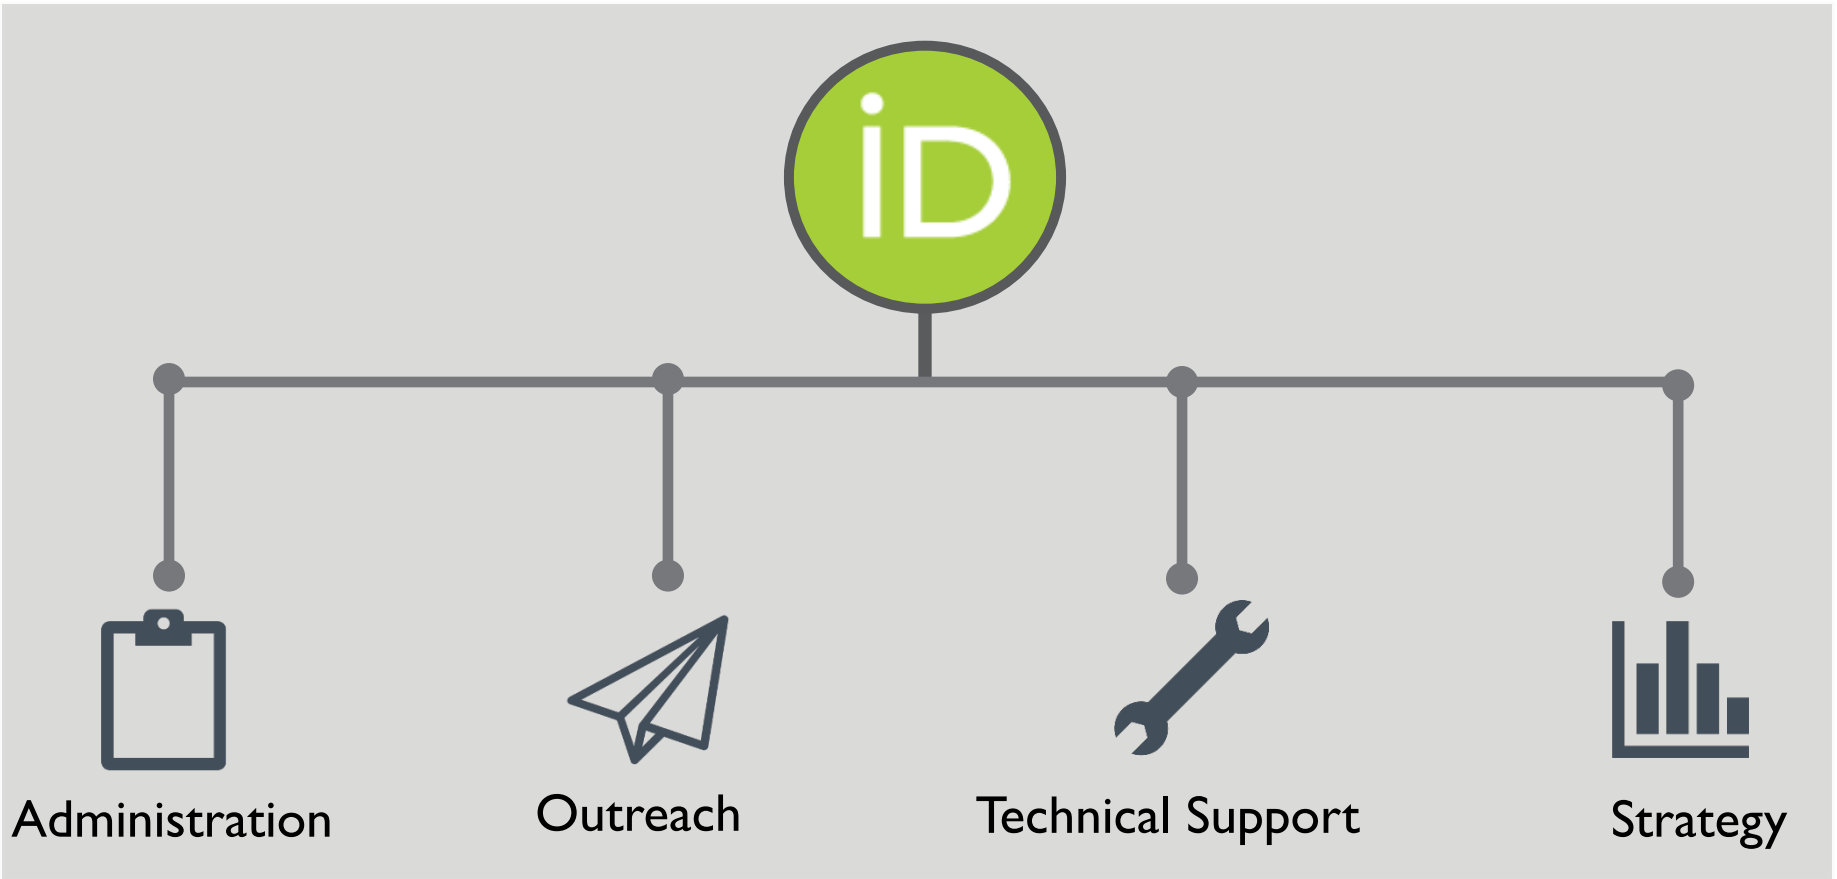 iD
Administration
Outreach
Technical Support
Strategy